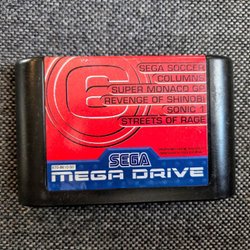 6
SEGA SOCCER
COLUMNS
SUPER MONACO GP
REVENGE OF SHINOBI
SONIC 1
STREETS OF RAGE
SEGA
MEGA DRIVE